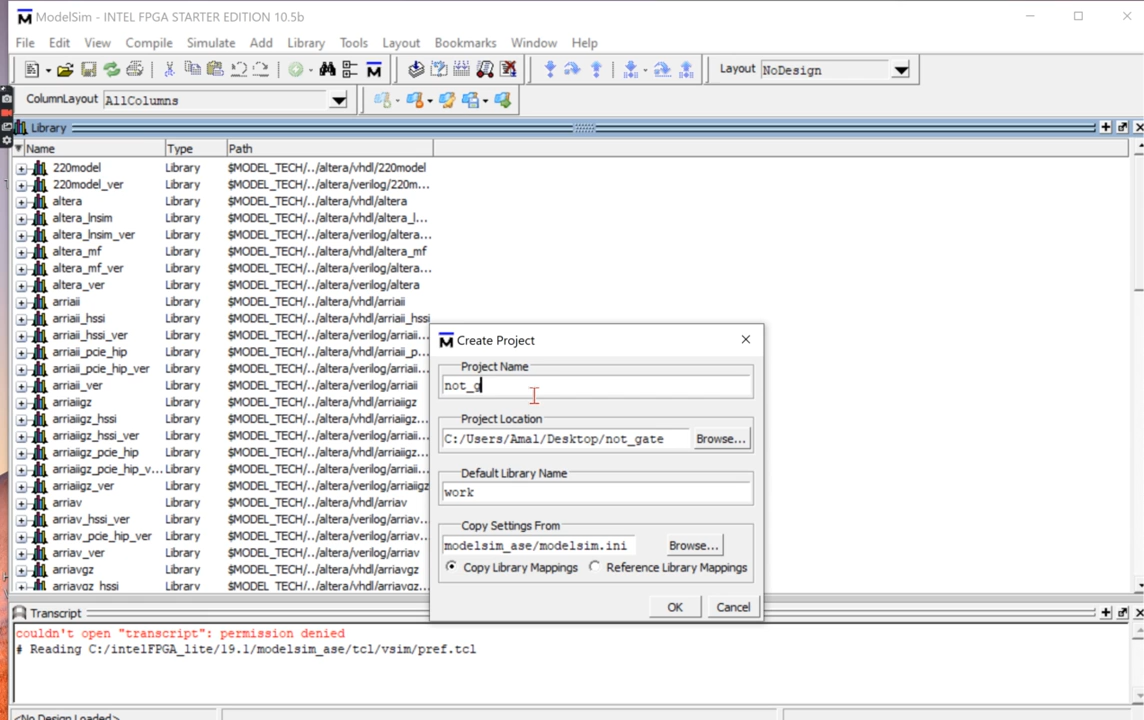 ModelSim - INTEL FPGA STARTER EDITION 10.5b
File Edit View Compile Simulate Add Library Tools Layout Bookmarks Window Help
Layout NoDesign
ColumnLayout AllColumns
Library
Name Type Path
220model Library $MODEL_TECH/../altera/vhdl/220model
220model_ver Library $MODEL_TECH/../altera/verilog/220m...
altera Library $MODEL_TECH/../altera/vhdl/altera
altera_lnsim Library $MODEL_TECH/../altera/vhdl/altera_l...
altera_lnsim_ver Library $MODEL_TECH/../altera/verilog/altera...
altera_mf Library $MODEL_TECH/../altera/vhdl/altera_mf
altera_mf_ver Library $MODEL_TECH/../altera/verilog/altera...
altera_ver Library $MODEL_TECH/../altera/verilog/altera
arriaii Library $MODEL_TECH/../altera/vhdl/arriaii
arriaii_hssi Library $MODEL_TECH/../altera/vhdl/arriaii_hssi
arriaii_hssi_ver Library $MODEL_TECH/../altera/verilog/arriaii...
arriaii_pcie_hip Library $MODEL_TECH/../altera/vhdl/arriaii_p...
arriaii_pcie_hip_ver Library $MODEL_TECH/../altera/verilog/arriaii...
arriaii_ver Library $MODEL_TECH/../altera/verilog/arriaii
arriaiigz Library $MODEL_TECH/../altera/vhdl/arriaiigz
arriaiigz_hssi Library $MODEL_TECH/../altera/vhdl/arriaiigz...
arriaiigz_hssi_ver Library $MODEL_TECH/../altera/verilog/arriaii...
arriaiigz_pcie_hip Library $MODEL_TECH/../altera/vhdl/arriaiigz...
arriaiigz_pcie_hip_v... Library $MODEL_TECH/../altera/verilog/arriaii...
arriaiigz_ver Library $MODEL_TECH/../altera/verilog/arriaiigz
arriav Library $MODEL_TECH/../altera/vhdl/arriav
arriav_hssi_ver Library $MODEL_TECH/../altera/verilog/arriav...
arriav_pcie_hip_ver Library $MODEL_TECH/../altera/verilog/arriav...
arriav_ver Library $MODEL_TECH/../altera/verilog/arriav
arriavgz Library $MODEL_TECH/../altera/vhdl/arriavgz
arriavgz_hssi Library $MODEL_TECH/../altera/vhdl/arriavgz...
Create Project
Project Name
not_g
Project Location
C:/Users/Amal/Desktop/not_gate Browse...
Default Library Name
work
Copy Settings From
modelsim_ase/modelsim.ini Browse...
Copy Library Mappings Reference Library Mappings
OK Cancel
Transcript
couldn't open "transcript": permission denied
# Reading C:/intelFPGA_lite/19.1/modelsim_ase/tcl/vsim/pref.tcl
<No Design Loaded>